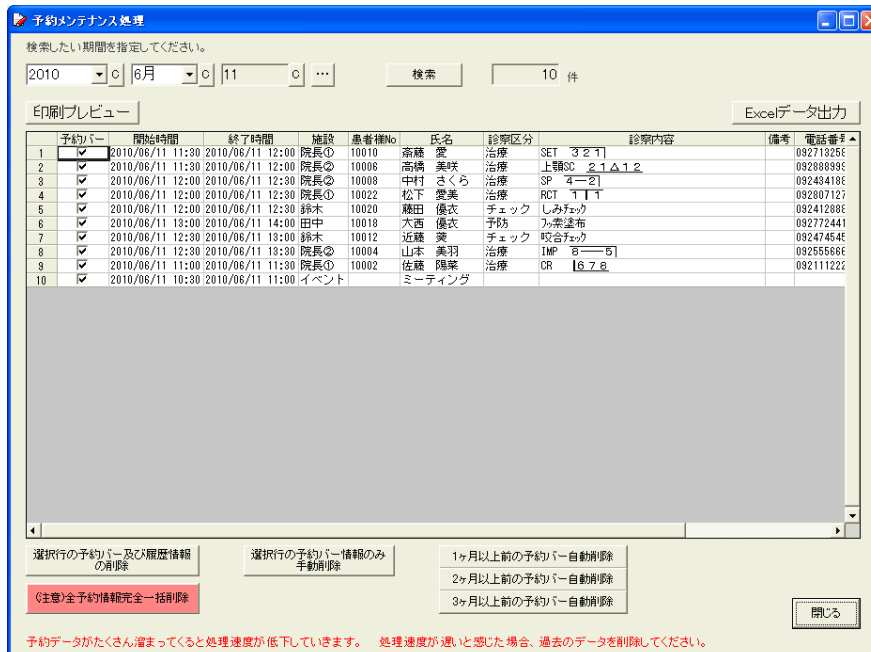 予約メンテナンス処理
検索したい期間を指定してください。
2010 C 6月 C 11 C ... 検索 10 件
印刷プレビュー Excelデータ出力
予約バー 開始時間 終了時間 施設 患者様No 氏名 診察区分 診察内容 備考 電話番号
1 2010/06/11 11:30 2010/06/11 12:00 院長① 10010 斎藤 愛 治療 SET 321 092713258
2 2010/06/11 11:30 2010/06/11 12:00 院長② 10006 高橋 美咲 治療 上顎SC 21△12 092888999
3 2010/06/11 12:00 2010/06/11 12:30 院長② 10008 中村 さくら 治療 SP 4―2 092434188
4 2010/06/11 12:00 2010/06/11 12:30 院長① 10022 松下 愛美 治療 RCT 1 1 092807127
5 2010/06/11 12:00 2010/06/11 12:30 鈴木 10020 藤田 優衣 チェック しみチェック 092412888
6 2010/06/11 13:00 2010/06/11 14:00 田中 10018 大西 優衣 予防 フッ素塗布 092772441
7 2010/06/11 12:30 2010/06/11 13:00 鈴木 10012 近藤 葵 チェック 咬合チェック 092474545
8 2010/06/11 12:30 2010/06/11 13:30 院長② 10004 山本 美羽 治療 IMP ―5 092555666
9 2010/06/11 11:00 2010/06/11 11:30 院長① 10002 佐藤 陽菜 治療 CR 678 092111222
10 2010/06/11 10:30 2010/06/11 11:00 イベント ミーティング
選択行の予約バー及び履歴情報の削除 選択行の予約バー情報のみ手動削除 1ヶ月以上前の予約バー自動削除
2ヶ月以上前の予約バー自動削除
(注意)全予約情報完全一括削除 3ヶ月以上前の予約バー自動削除 閉じる
予約データがたくさん溜まってくると処理速度が低下していきます。 処理速度が遅いと感じた場合、過去のデータを削除してください。